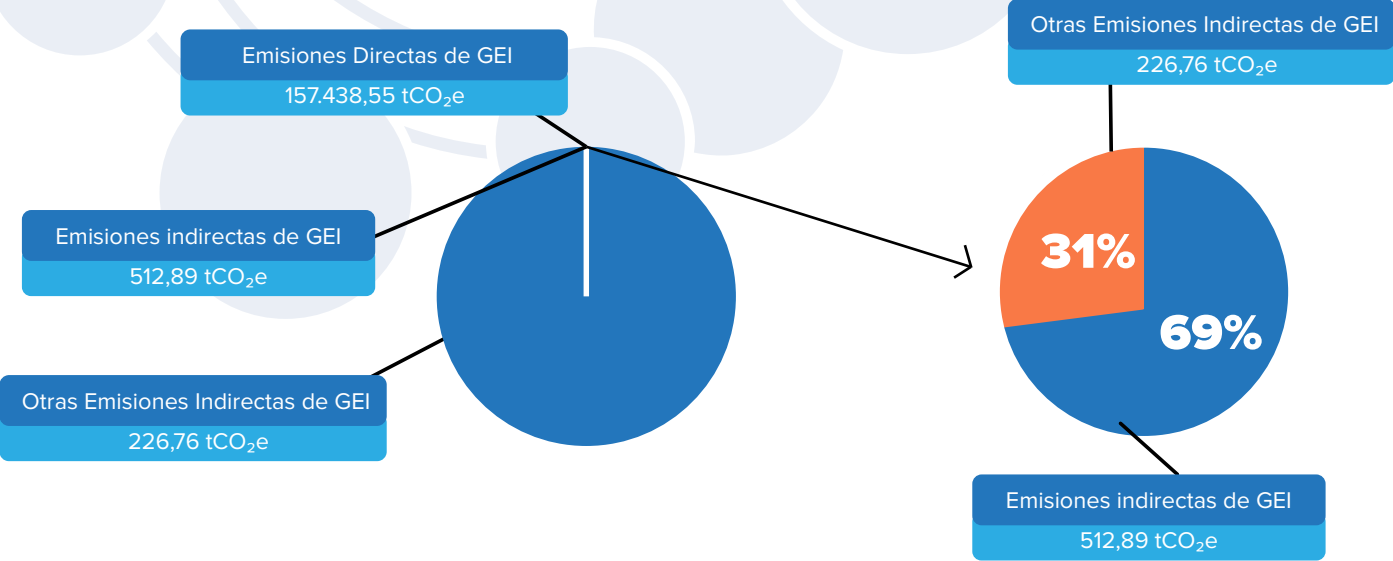 Emisiones Directas de GEI
157.438,55 tCO₂e
Emisiones indirectas de GEI
512,89 tCO₂e
Otras Emisiones Indirectas de GEI
226,76 tCO₂e
Otras Emisiones Indirectas de GEI
226,76 tCO₂e
31%
69%
Emisiones indirectas de GEI
512,89 tCO₂e